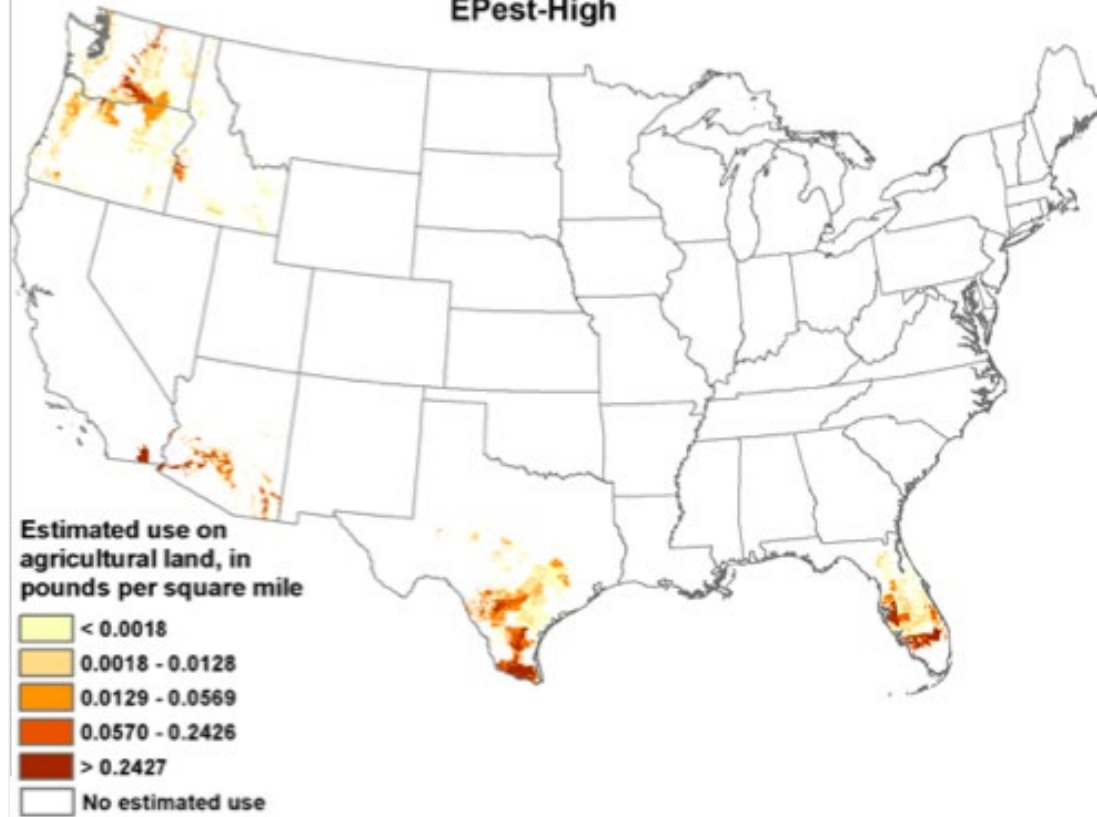 EPest-High
Estimated use on
agricultural land, in
pounds per square mile
< 0.0018
0.0018 - 0.0128
0.0129 - 0.0569
0.0570 - 0.2426
> 0.2427
No estimated use